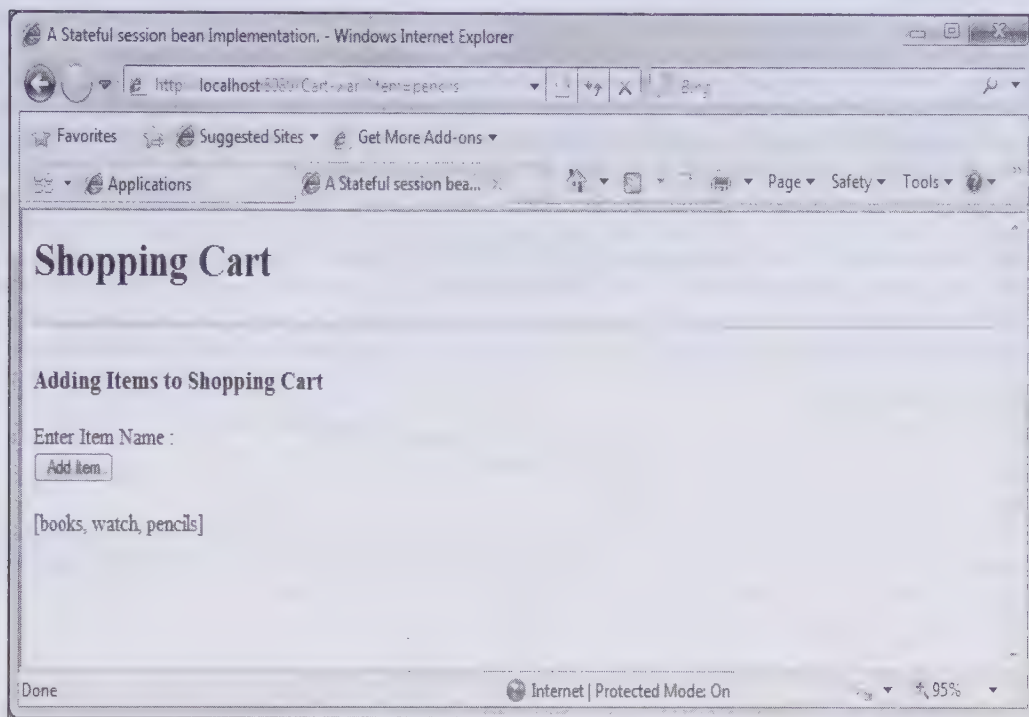 A Stateful session bean Implementation. - Windows Internet Explorer
http localhost
Bing
Favorites Suggested Sites Get More Add-ons
Applications A Stateful session bea... Page Safety Tools
Shopping Cart
Adding Items to Shopping Cart
Enter Item Name :
Add Item
[books, watch, pencils]
Done Internet | Protected Mode: On 95%